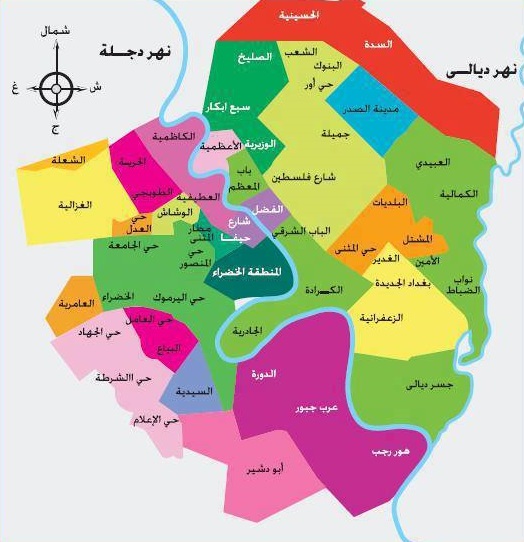 الحسينية
شمال
السدة
نهر دجلة
الشعب
الصليخ
البنوك
نهر ديالى
حي أور
ش
غ
سبع ابكار
مدينة الصدر
ج
جميلة
الكاظمية
الوزيرية
الأعظمية
الشعلة
الحرية
العبيدي
باب
المعظم
شارع فلسطين
الطوبجي
العطيفية
الكمالية
الغزالية
البلديات
الفضل
الوشاش
حي
العدل
شارع
حيفا
مطار
المثنى
الباب الشرقي
المشتل
حي الجامعة
حي المثنى
حي
المنصور
الغدير
الأمين
المنطقة الخضراء
نواب
الضباط
بغداد الجديدة
الكرادة
حي اليرموك
الخضراء
العامرية
الزعفرانية
حي العامل
حي الجهاد
الجادرية
البياع
الدورة
حي الشرطة
جسر ديالى
السيدية
عرب جبور
حي الإعلام
هور رجب
أبو دشير